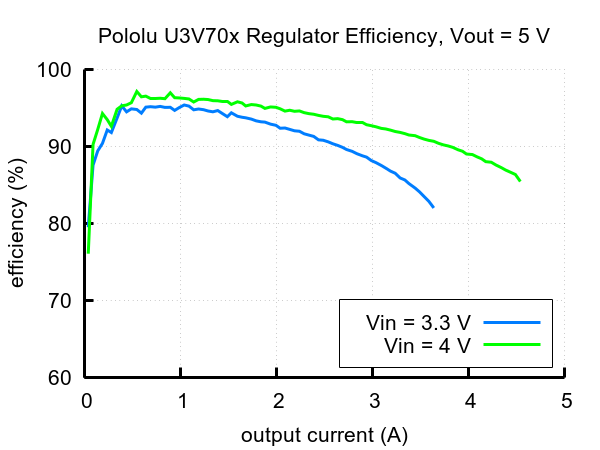 Pololu U3V70x Regulator Efficiency, Vout = 5 V
100
90
80
70
60
efficiency (%)
Vin = 3.3 V
Vin = 4 V
0 1 2 3 4 5
output current (A)